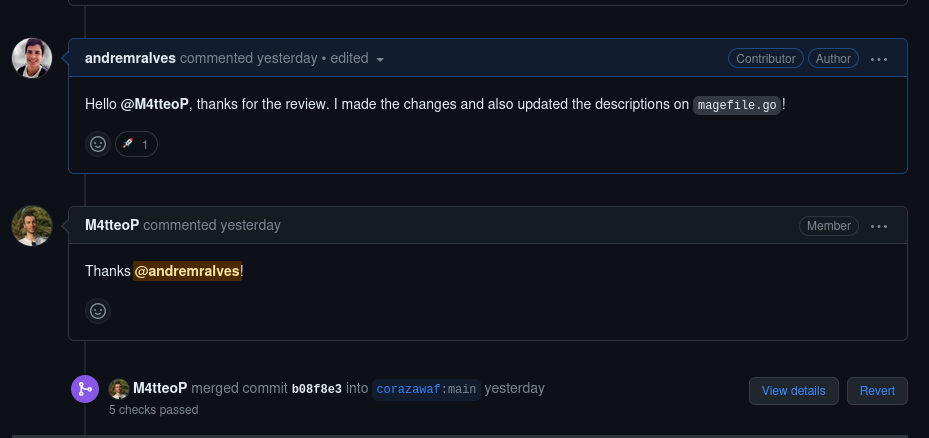 andremralves commented yesterday • edited Contributor Author
Hello @M4tteoP, thanks for the review. I made the changes and also updated the descriptions on magefile.go!
1
M4tteoP commented yesterday Member
Thanks @andremralves!
M4tteoP merged commit b08f8e3 into corazawaf:main yesterday View details Revert
5 checks passed